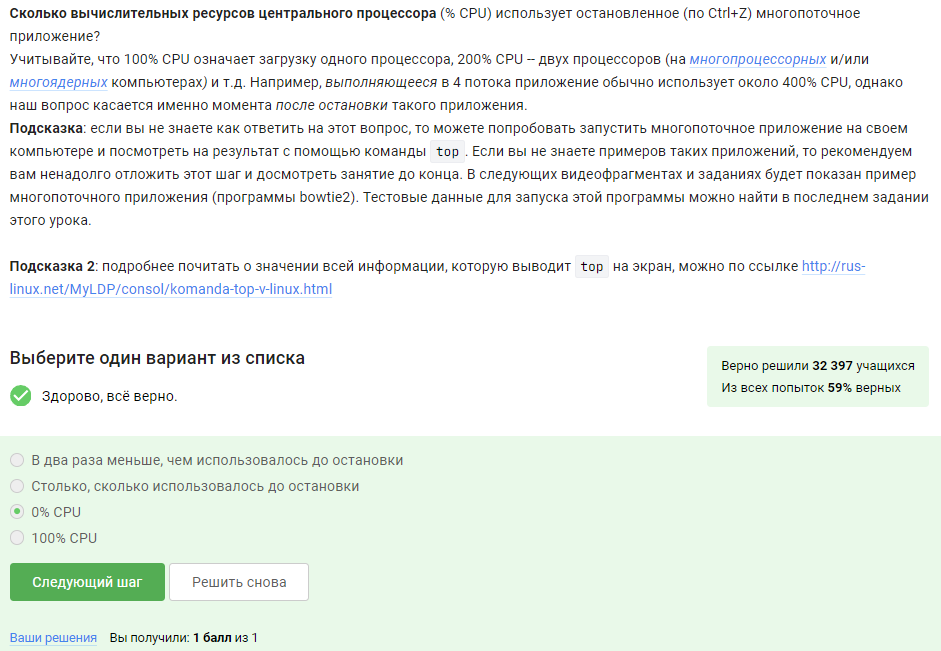 Сколько вычислительных ресурсов центрального процессора (% CPU) использует остановленное (по Ctrl+Z) многопоточное
приложение?
Учитывайте, что 100% CPU означает загрузку одного процессора, 200% CPU – двух процессоров (на многопроцессорных и/или
многоядерных компьютерах) и т.д. Например, выполняющееся в 4 потока приложение обычно использует около 400% CPU, однако
наш вопрос касается именно момента после остановки такого приложения.
Подсказка: если вы не знаете как ответить на этот вопрос, то можете попробовать запустить многопоточное приложение на своем
компьютере и посмотреть на результат с помощью команды top. Если вы не знаете примеров таких приложений, то рекомендуем
вам ненадолго отложить этот шаг и досмотреть занятие до конца. В следующих видеофрагментах и заданиях будет показан пример
многопоточного приложения (программы bowtie2). Тестовые данные для запуска этой программы можно найти в последнем задании
этого урока.
Подсказка 2: подробнее почитать о значении всей информации, которую выводит top на экран, можно по ссылке http://rus-
linux.net/MyLDP/consol/komanda-top-v-linux.html
Выберите один вариант из списка
Верно решили 32 397 учащихся
Из всех попыток 59% верных
Здорово, всё верно.
В два раза меньше, чем использовалось до остановки
Столько, сколько использовалось до остановки
0% CPU
100% CPU
Следующий шаг
Решить снова
Ваши решения Вы получили: 1 балл из 1